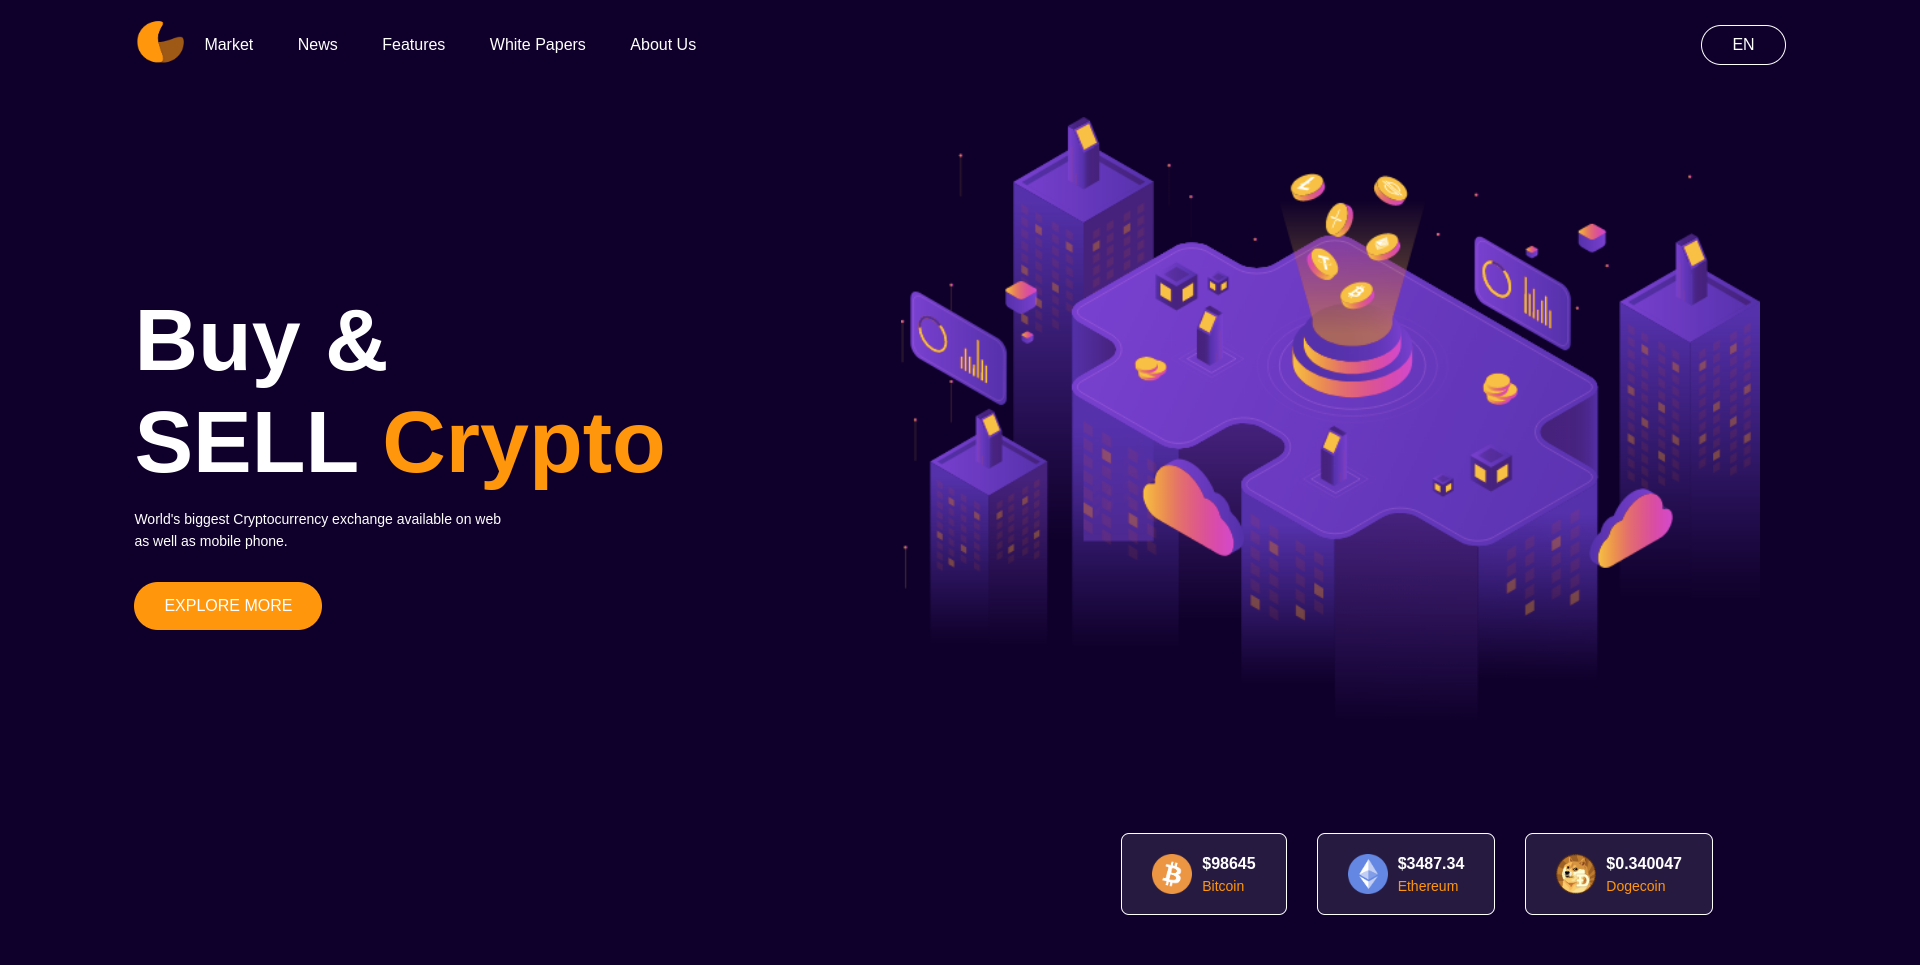 Market News Features White Papers About Us EN
Buy &
SELL Crypto
World's biggest Cryptocurrency exchange available on web
as well as mobile phone.
EXPLORE MORE
$98645
Bitcoin
$3487.34
Ethereum
$0.340047
Dogecoin